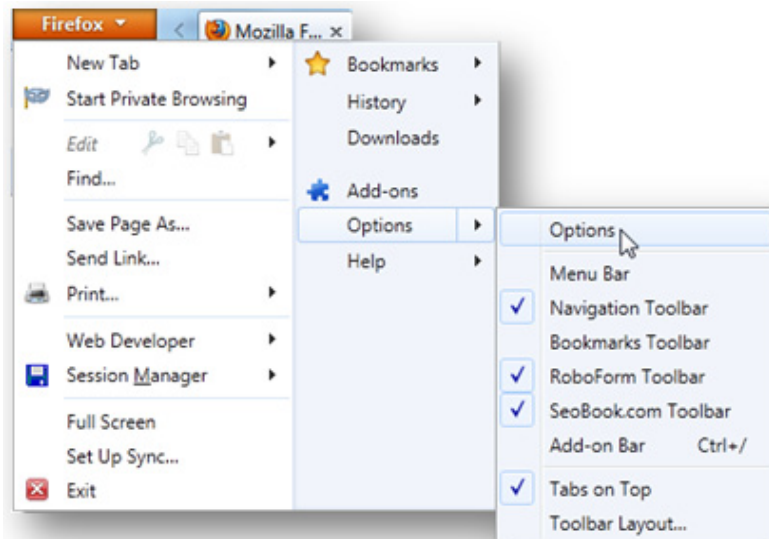 Firefox
Mozilla F...
New Tab
Start Private Browsing
Edit
Find...
Save Page As...
Send Link...
Print...
Web Developer
Session Manager
Full Screen
Set Up Sync...
Exit
Bookmarks
History
Downloads
Add-ons
Options
Help
Options
Menu Bar
Navigation Toolbar
Bookmarks Toolbar
RoboForm Toolbar
SeoBook.com Toolbar
Add-on Bar Ctrl+/
Tabs on Top
Toolbar Layout...